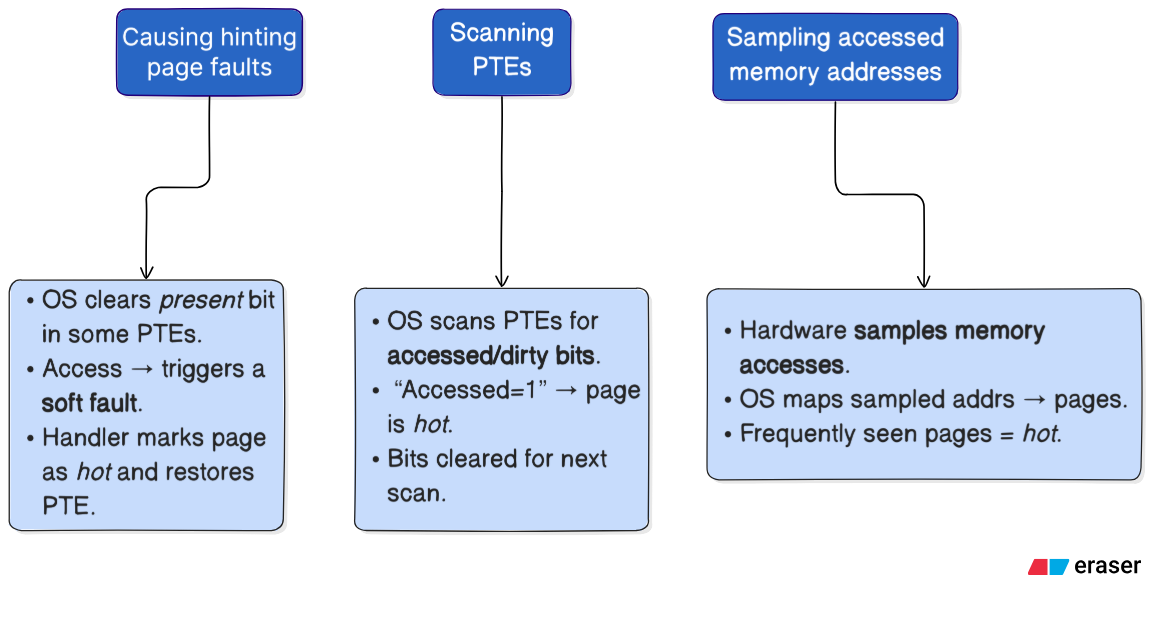 Causing hinting
page faults
Scanning
PTEs
Sampling accessed
memory addresses
• OS clears present bit
in some PTEs.
• Access → triggers a
soft fault.
• Handler marks page
as hot and restores
PTE.
• OS scans PTEs for
accessed/dirty bits.
• “Accessed=1” → page
is hot.
• Bits cleared for next
scan.
• Hardware samples memory
accesses.
• OS maps sampled addrs → pages.
• Frequently seen pages = hot.
eraser